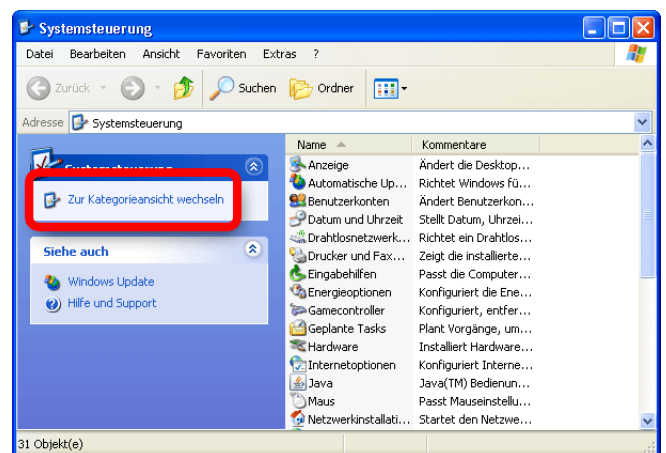 Systemsteuerung
Datei Bearbeiten Ansicht Favoriten Extras ?
Zurück Suchen Ordner
Adresse Systemsteuerung
Systemsteuerung
Zur Kategorieansicht wechseln
Siehe auch
Windows Update
Hilfe und Support
Name Kommentare
Anzeige Ändert die Desktop...
Automatische Up... Richtet Windows fü...
Benutzerkonten Ändert Benutzerkon...
Datum und Uhrzeit Stellt Datum, Uhrzei...
Drahtlosnetzwerk... Richtet ein Drahtlos...
Drucker und Fax... Zeigt die installierte...
Eingabehilfen Passt die Computer...
Energieoptionen Konfiguriert die Ene...
Gamecontroller Konfiguriert, entfer...
Geplante Tasks Plant Vorgänge, um...
Hardware Installiert Hardware...
Internetoptionen Konfiguriert Interne...
Java Java(TM) Bedienun...
Maus Passt Mauseinstellu...
Netzwerkinstallati... Startet den Netzwe...
31 Objekt(e)